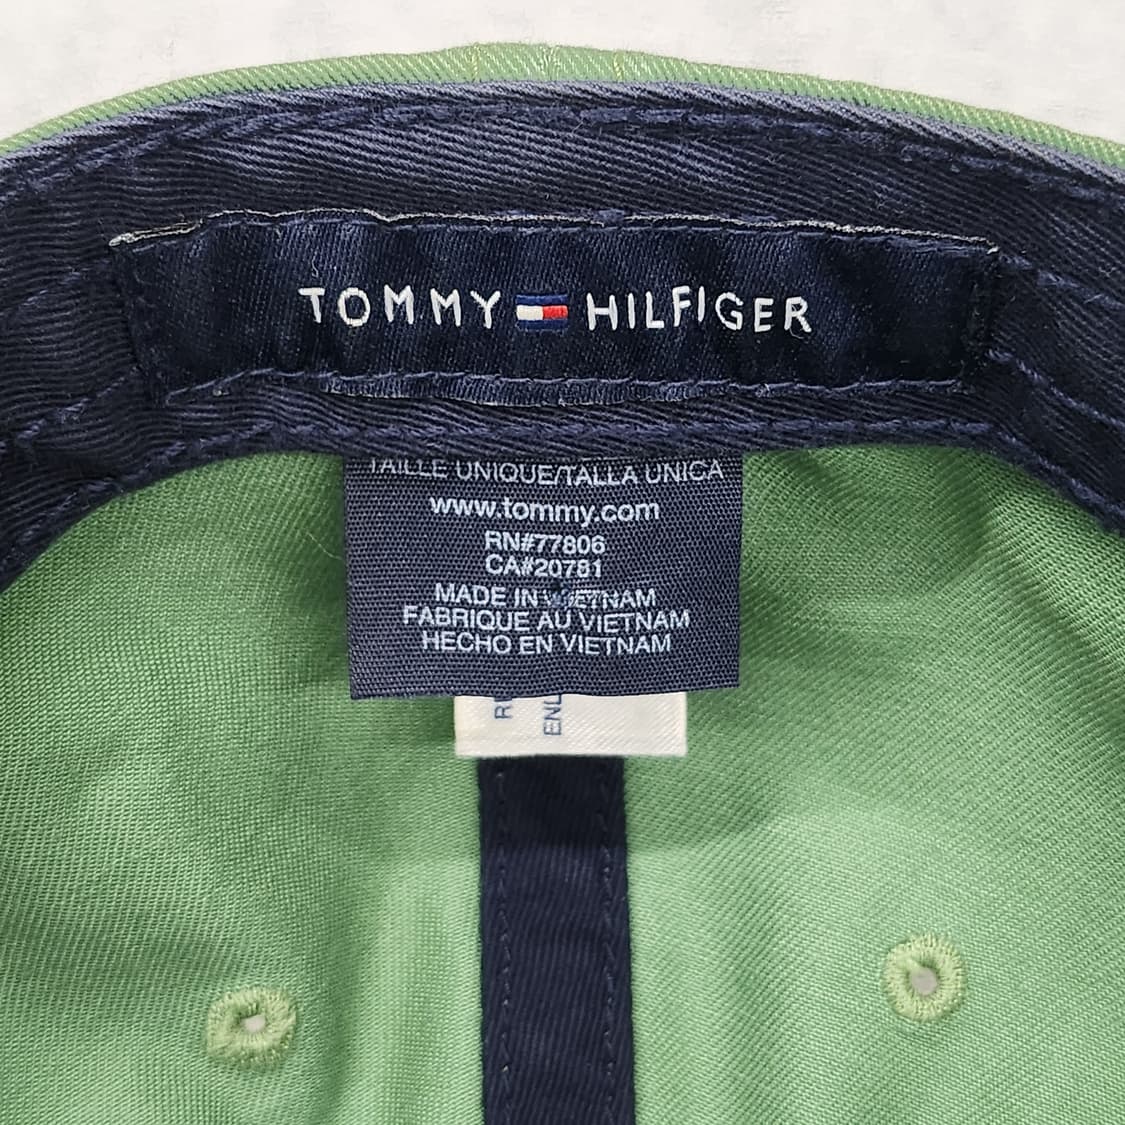 TOMMY HILFIGER
TAILLE UNIQUE/TALLA UNICA
www.tommy.com
RN#77806
CA#20781
MADE IN VIETNAM
FABRIQUE AU VIETNAM
HECHO EN VIETNAM
ENL